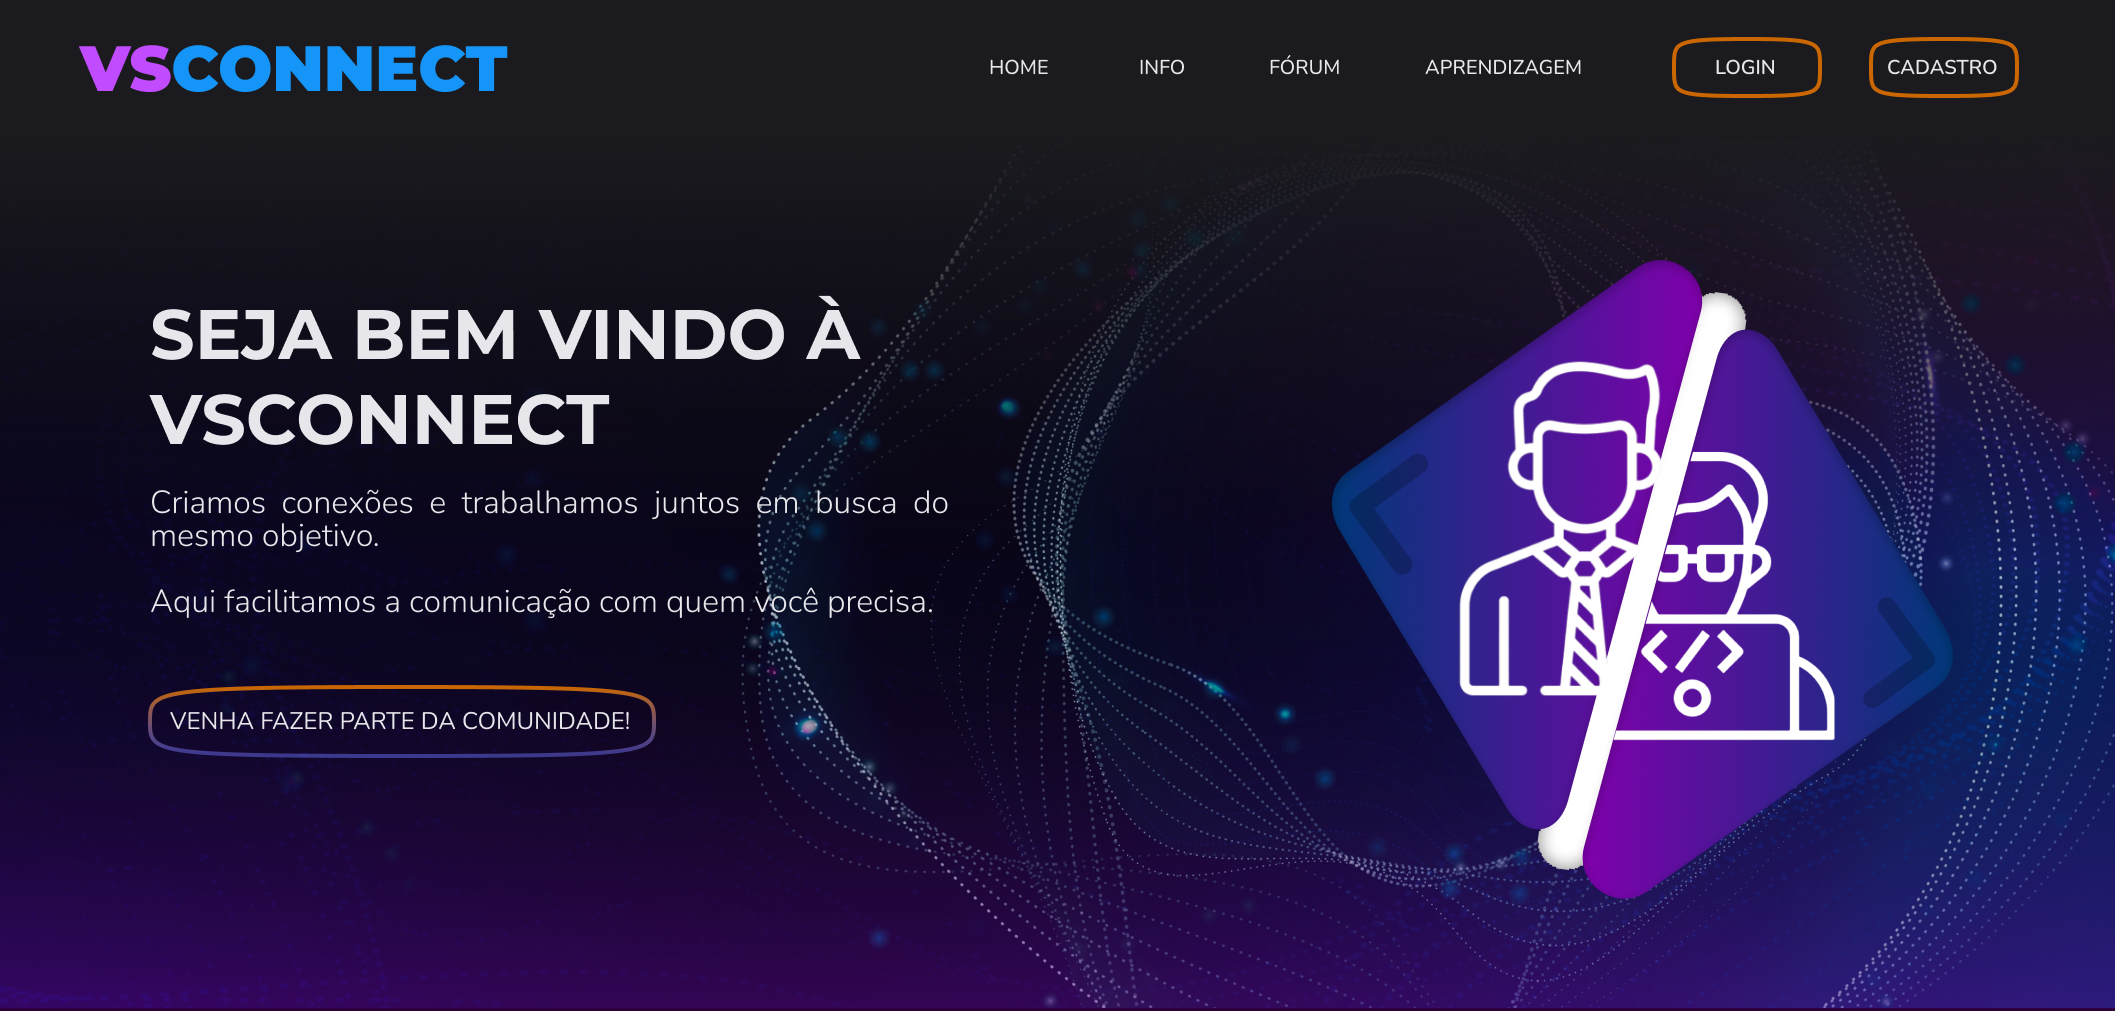 VSCONNECT
HOME
INFO
FÓRUM
APRENDIZAGEM
LOGIN
CADASTRO
SEJA BEM VINDO À
VSCONNECT
Criamos conexões e trabalhamos juntos em busca do
mesmo objetivo.
Aqui facilitamos a comunicação com quem você precisa.
VENHA FAZER PARTE DA COMUNIDADE!